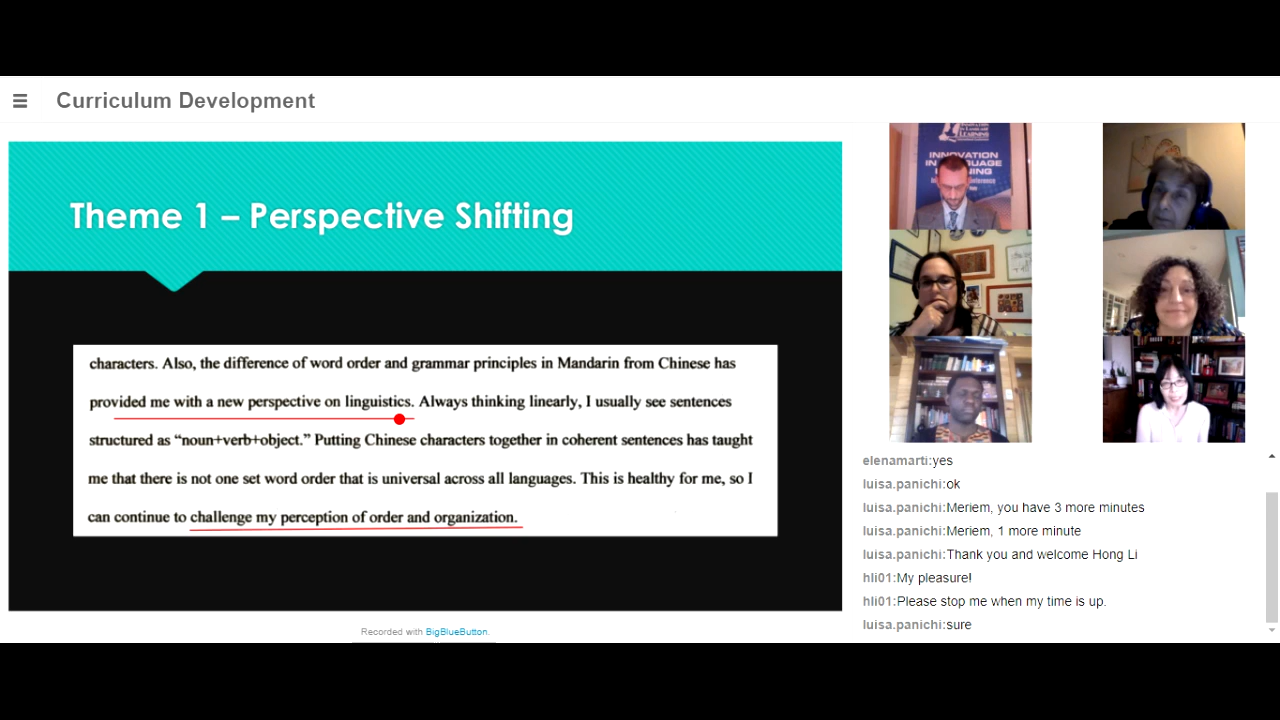 Curriculum Development
Theme 1 – Perspective Shifting
characters. Also, the difference of word order and grammar principles in Mandarin from Chinese has
provided me with a new perspective on linguistics. Always thinking linearly, I usually see sentences
structured as “noun+verb+object.” Putting Chinese characters together in coherent sentences has taught
me that there is not one set word order that is universal across all languages. This is healthy for me, so I
can continue to challenge my perception of order and organization.
Recorded with BigBlueButton.
LEARNING
INNOVATION
IN LANGUAGE
LEARNING
elenamarti:yes
luisa.panichi:ok
luisa.panichi:Meriem, you have 3 more minutes
luisa.panichi:Meriem, 1 more minute
luisa.panichi:Thank you and welcome Hong Li
hli01:My pleasure!
hli01:Please stop me when my time is up.
luisa.panichi:sure